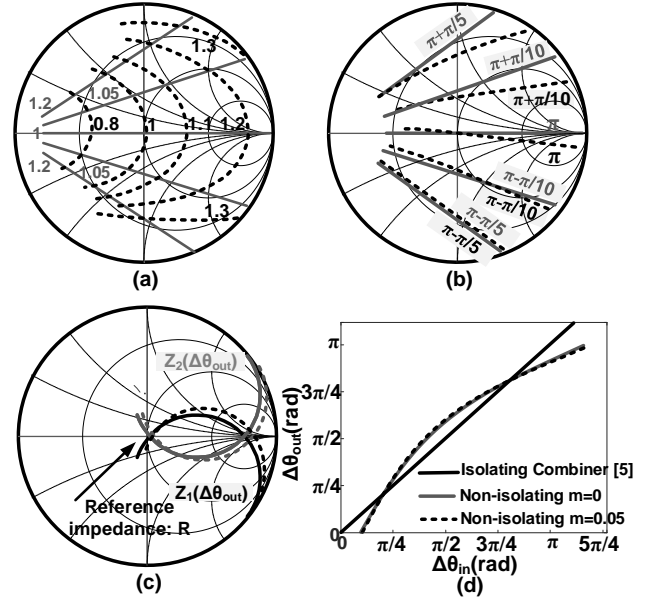 1.3
1.2
1.05
0.8
1
1.1
1.2
1
1.2
1.05
1.3
(a)
π+π/5
π+π/10
π+π/10
π
π
π-π/10
π-π/10
π-π/5
π-π/5
(b)
Z2(Δθout)
Z1(Δθout)
Reference
impedance: R
(c)
Δθout(rad)
π
3π/4
π/2
π/4
0
Isolating Combiner [5]
Non-isolating m=0
Non-isolating m=0.05
0 π/4 π/2 3π/4 π 5π/4
Δθin(rad)
(d)